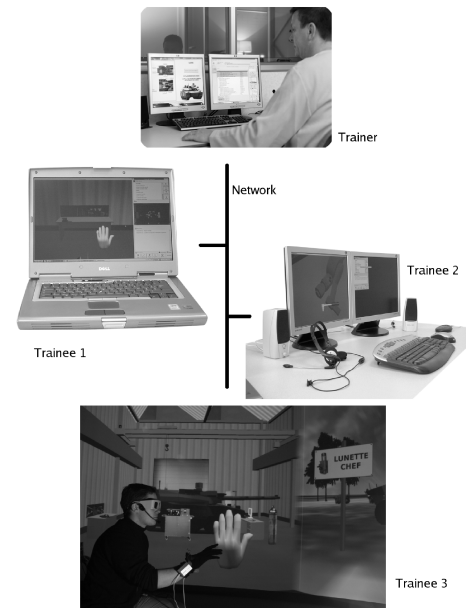 Trainer
Network
Trainee 2
DELL
Trainee 1
LUNETTE
CHEF
Trainee 3